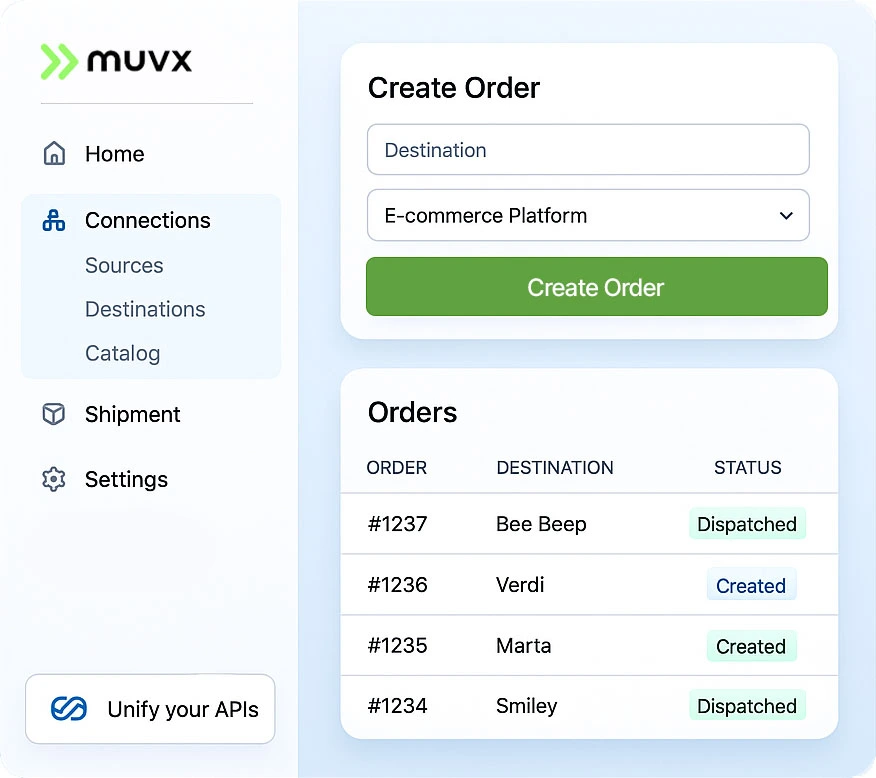 muvx
Home
Connections
Sources
Destinations
Catalog
Shipment
Settings
Unify your APIs
Create Order
Destination
E-commerce Platform
Create Order
Orders
ORDER DESTINATION STATUS
#1237 Bee Beep Dispatched
#1236 Verdi Created
#1235 Marta Created
#1234 Smiley Dispatched